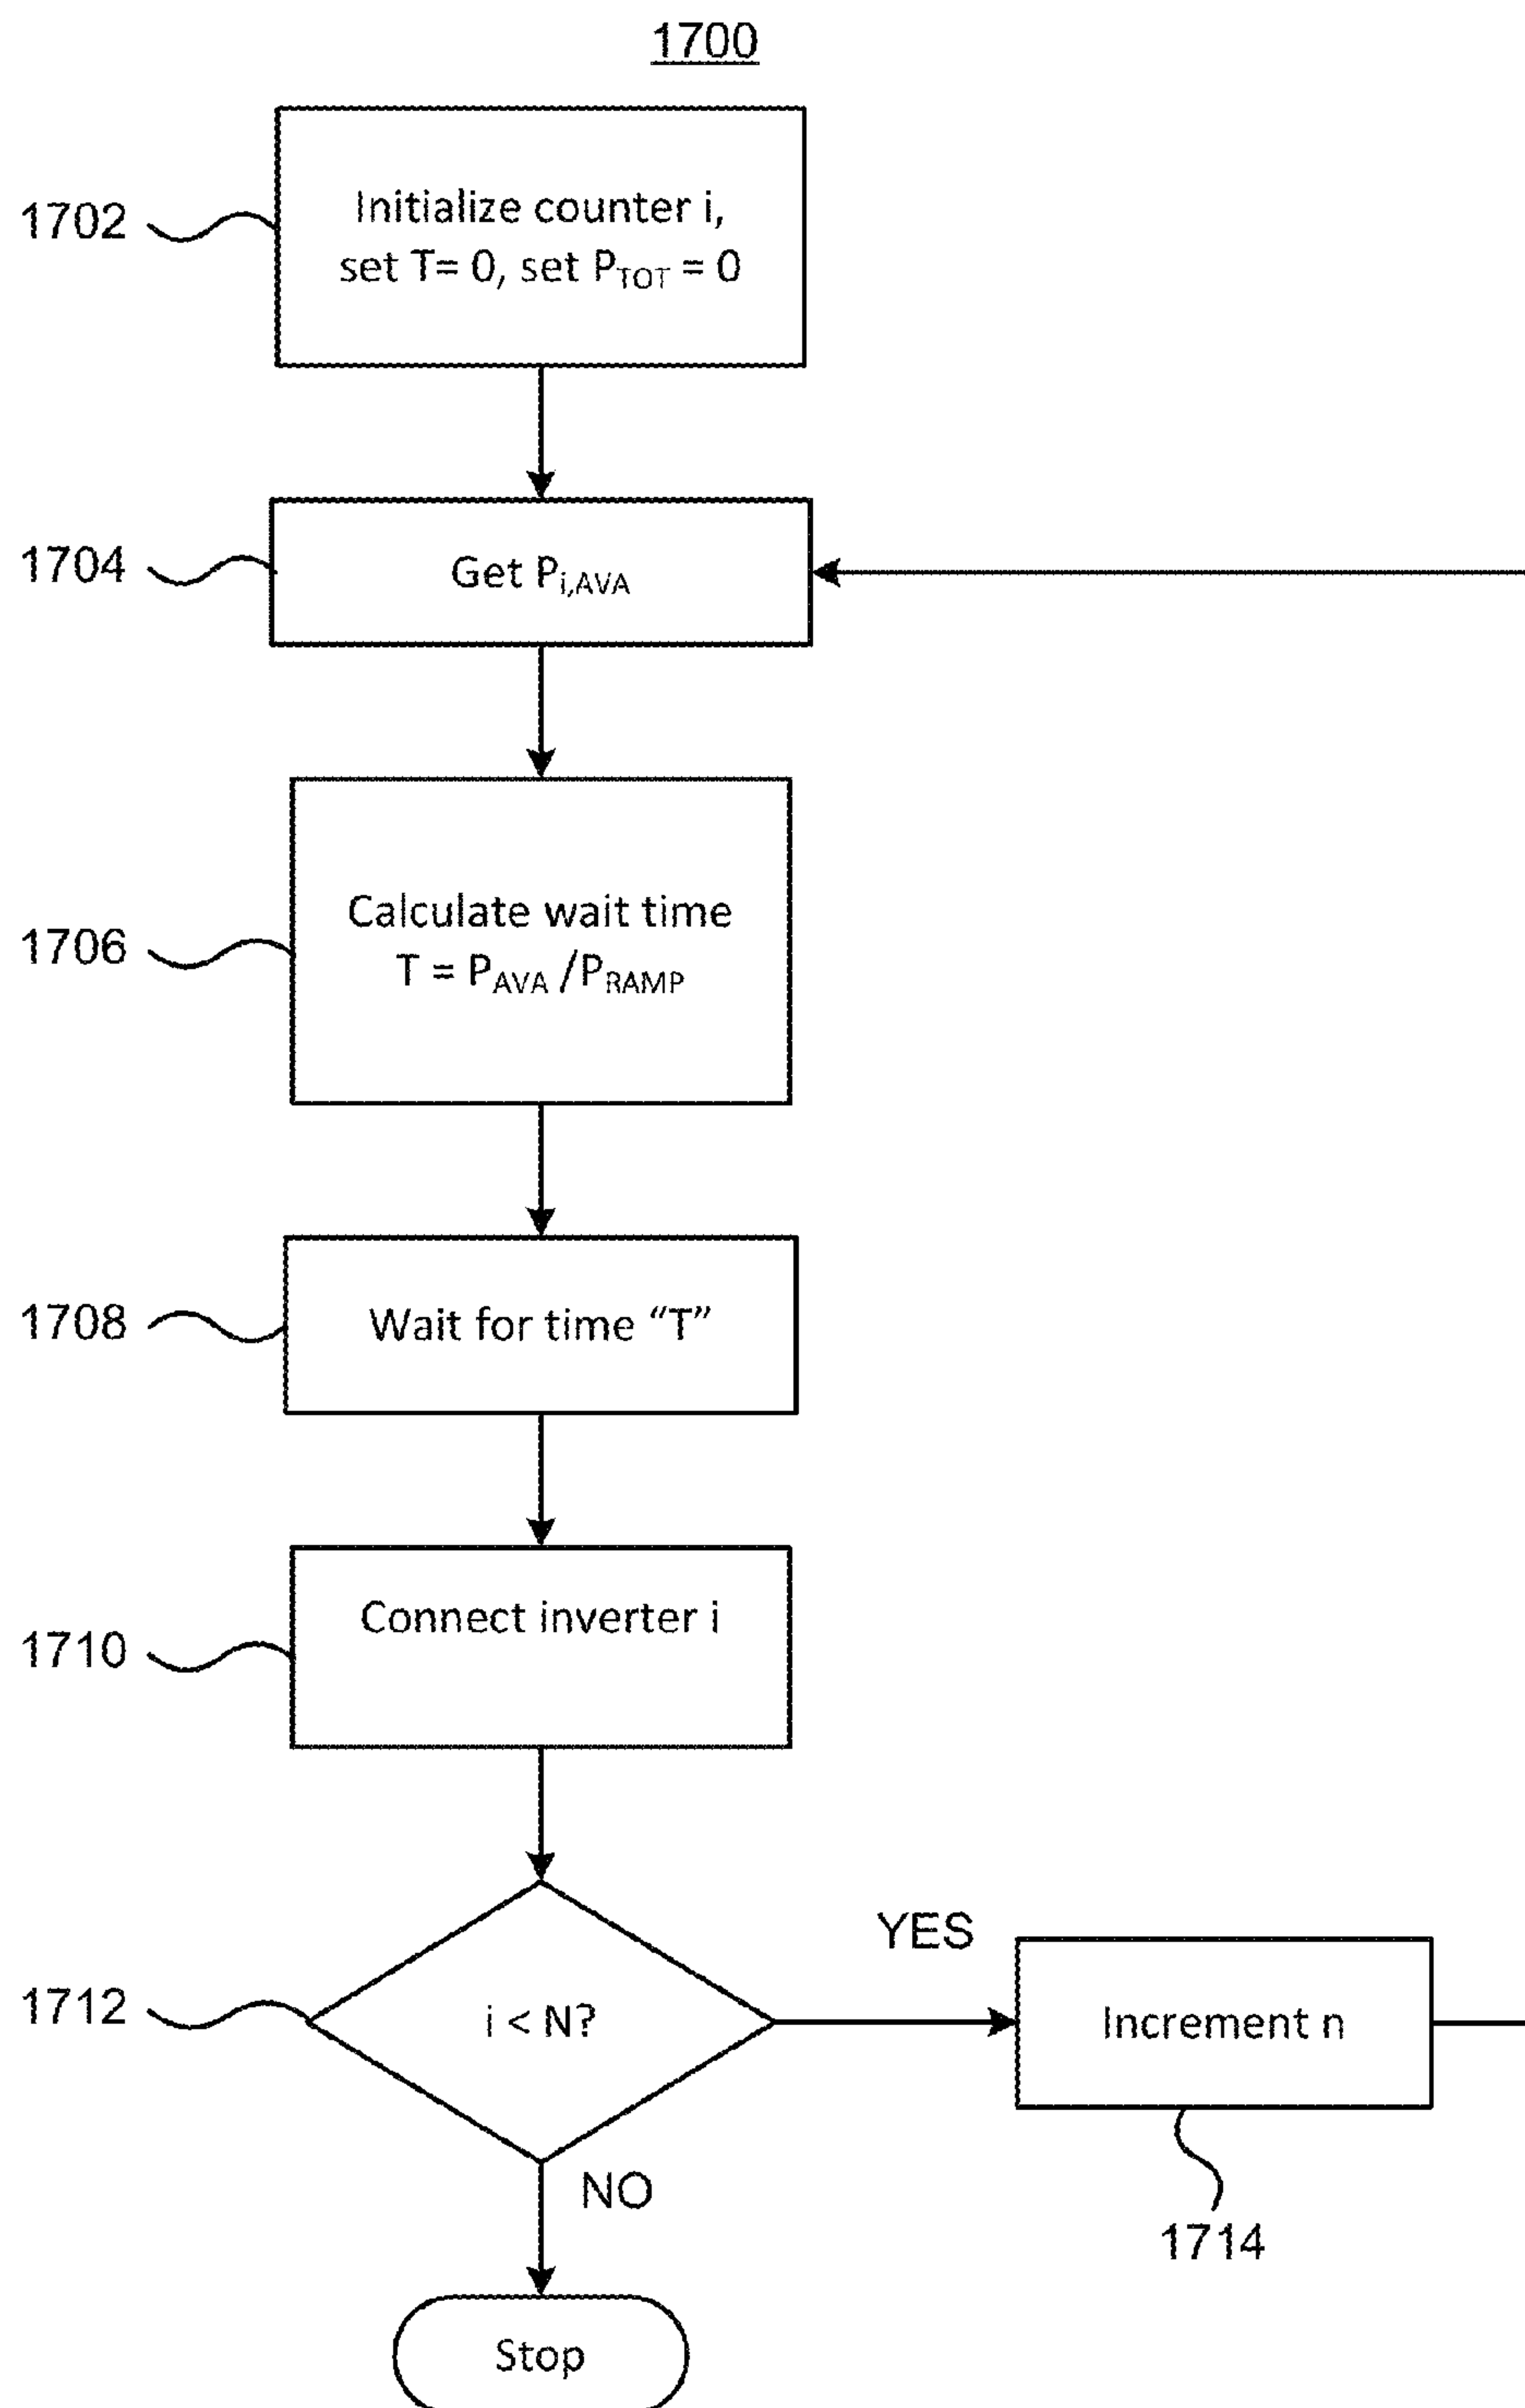 1700
1702
Initialize counter i,
set T= 0, set PTOT = 0
1704
Get Pi,AVA
1706
Calculate wait time
T = PAVA /PRAMP
1708
Wait for time “T”
1710
Connect inverter i
YES
1712
i < N?
Increment n
NO
1714
Stop